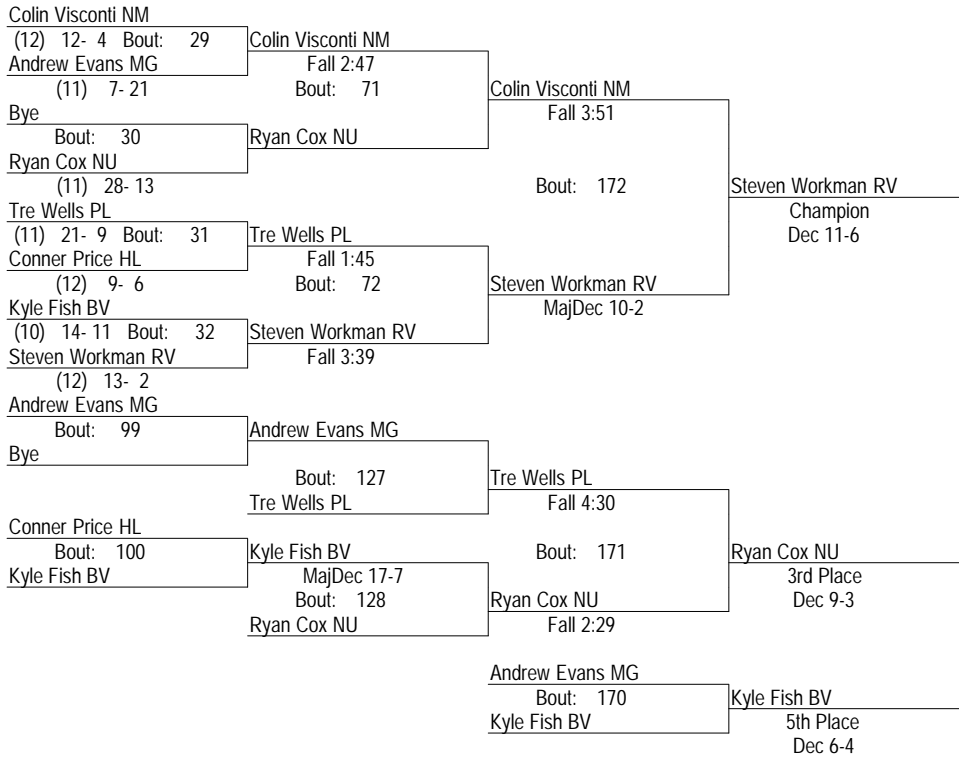 Colin Visconti NM
(12) 12- 4 Bout: 29 Colin Visconti NM
Andrew Evans MG Fall 2:47
(11) 7- 21 Bout: 71 Colin Visconti NM
Bye Fall 3:51
Bout: 30 Ryan Cox NU
Ryan Cox NU
(11) 28- 13 Bout: 172 Steven Workman RV
Tre Wells PL Champion
(11) 21- 9 Bout: 31 Tre Wells PL Dec 11-6
Conner Price HL Fall 1:45
(12) 9- 6 Bout: 72 Steven Workman RV
Kyle Fish BV MajDec 10-2
(10) 14- 11 Bout: 32 Steven Workman RV
Steven Workman RV Fall 3:39
(12) 13- 2
Andrew Evans MG
Bout: 99 Andrew Evans MG
Bye
Bout: 127 Tre Wells PL
Tre Wells PL Fall 4:30
Conner Price HL
Bout: 100 Kyle Fish BV Bout: 171 Ryan Cox NU
Kyle Fish BV MajDec 17-7 3rd Place
Bout: 128 Ryan Cox NU Dec 9-3
Ryan Cox NU Fall 2:29
Andrew Evans MG
Bout: 170 Kyle Fish BV
Kyle Fish BV 5th Place
Dec 6-4